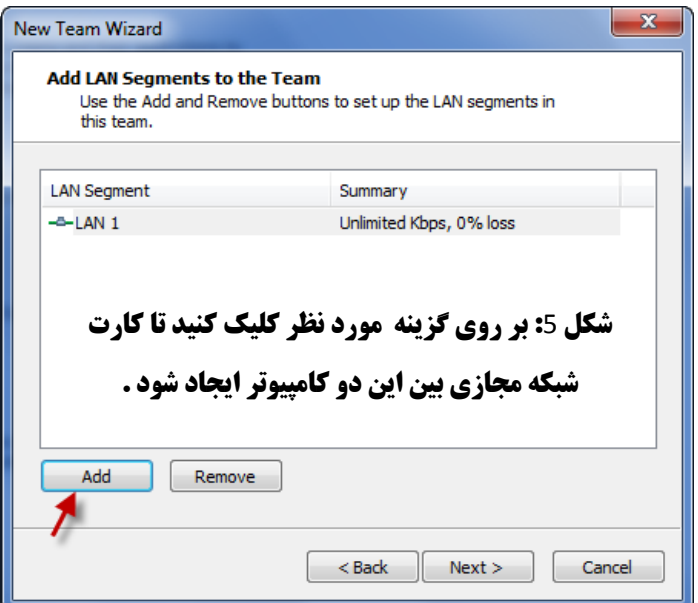 New Team Wizard
Add LAN Segments to the Team
Use the Add and Remove buttons to set up the LAN segments in
this team.
LAN Segment Summary
LAN 1 Unlimited Kbps, 0% loss
شکل 5: بر روی گزینه مورد نظر کلیک کنید تا کارت
شبکه مجازی بین این دو کامپیوتر ایجاد شود .
Add Remove
< Back Next > Cancel